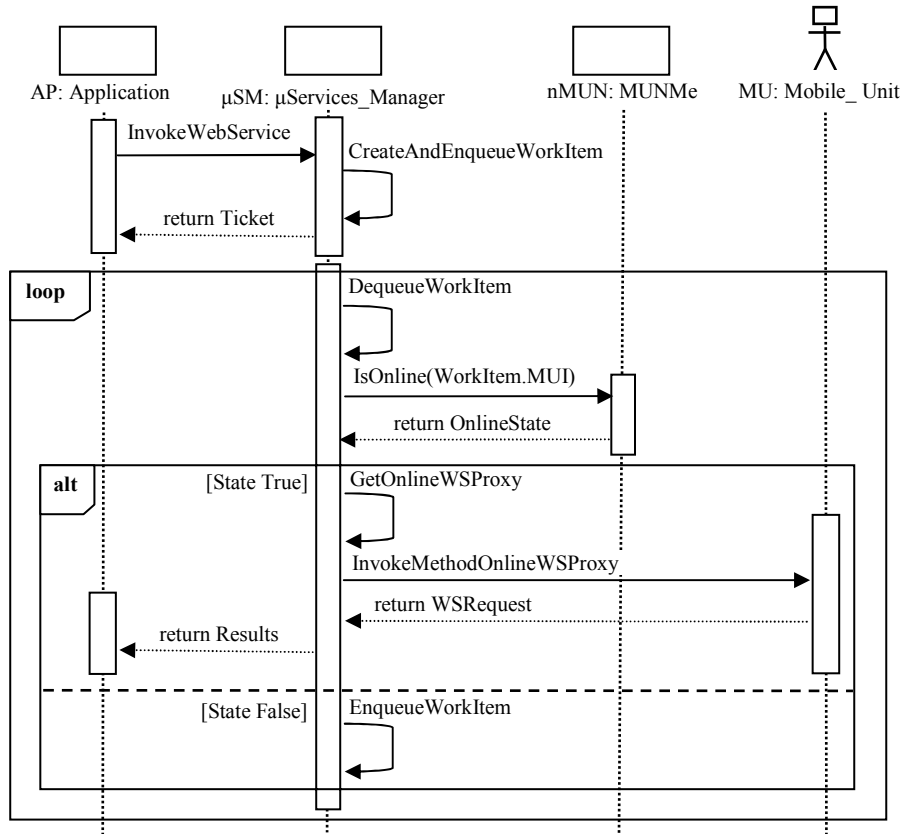 AP: Application
μSM: μServices_Manager
nMUN: MUNMe
MU: Mobile_ Unit
InvokeWebService
CreateAndEnqueueWorkItem
return Ticket
loop
DequeueWorkItem
IsOnline(WorkItem.MUI)
return OnlineState
alt
[State True]
GetOnlineWSProxy
InvokeMethodOnlineWSProxy
return WSRequest
return Results
[State False]
EnqueueWorkItem